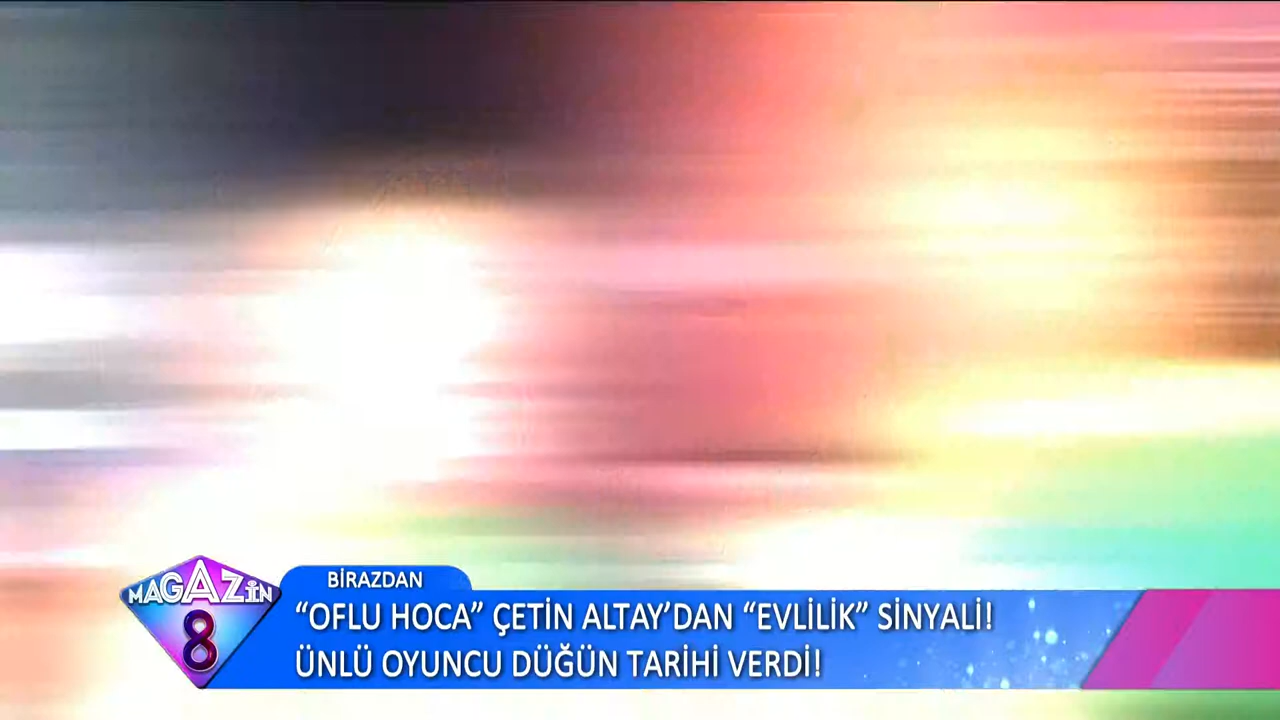 BİRAZDAN
MAGAZİN
8
“OFLU HOCA” ÇETİN ALTAY’DAN “EVLİLİK” SİNYALİ!
ÜNLÜ OYUNCU DÜĞÜN TARİHİ VERDİ!